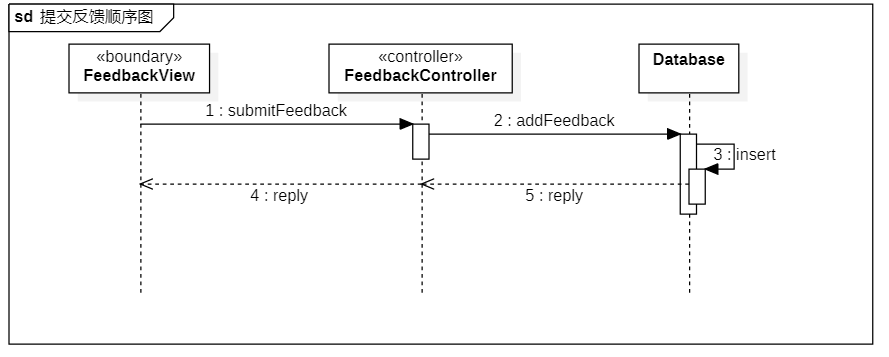 sd 提交反馈顺序图
«boundary»
FeedbackView
«controller»
FeedbackController
Database
1 : submitFeedback
2 : addFeedback
3 : insert
4 : reply
5 : reply